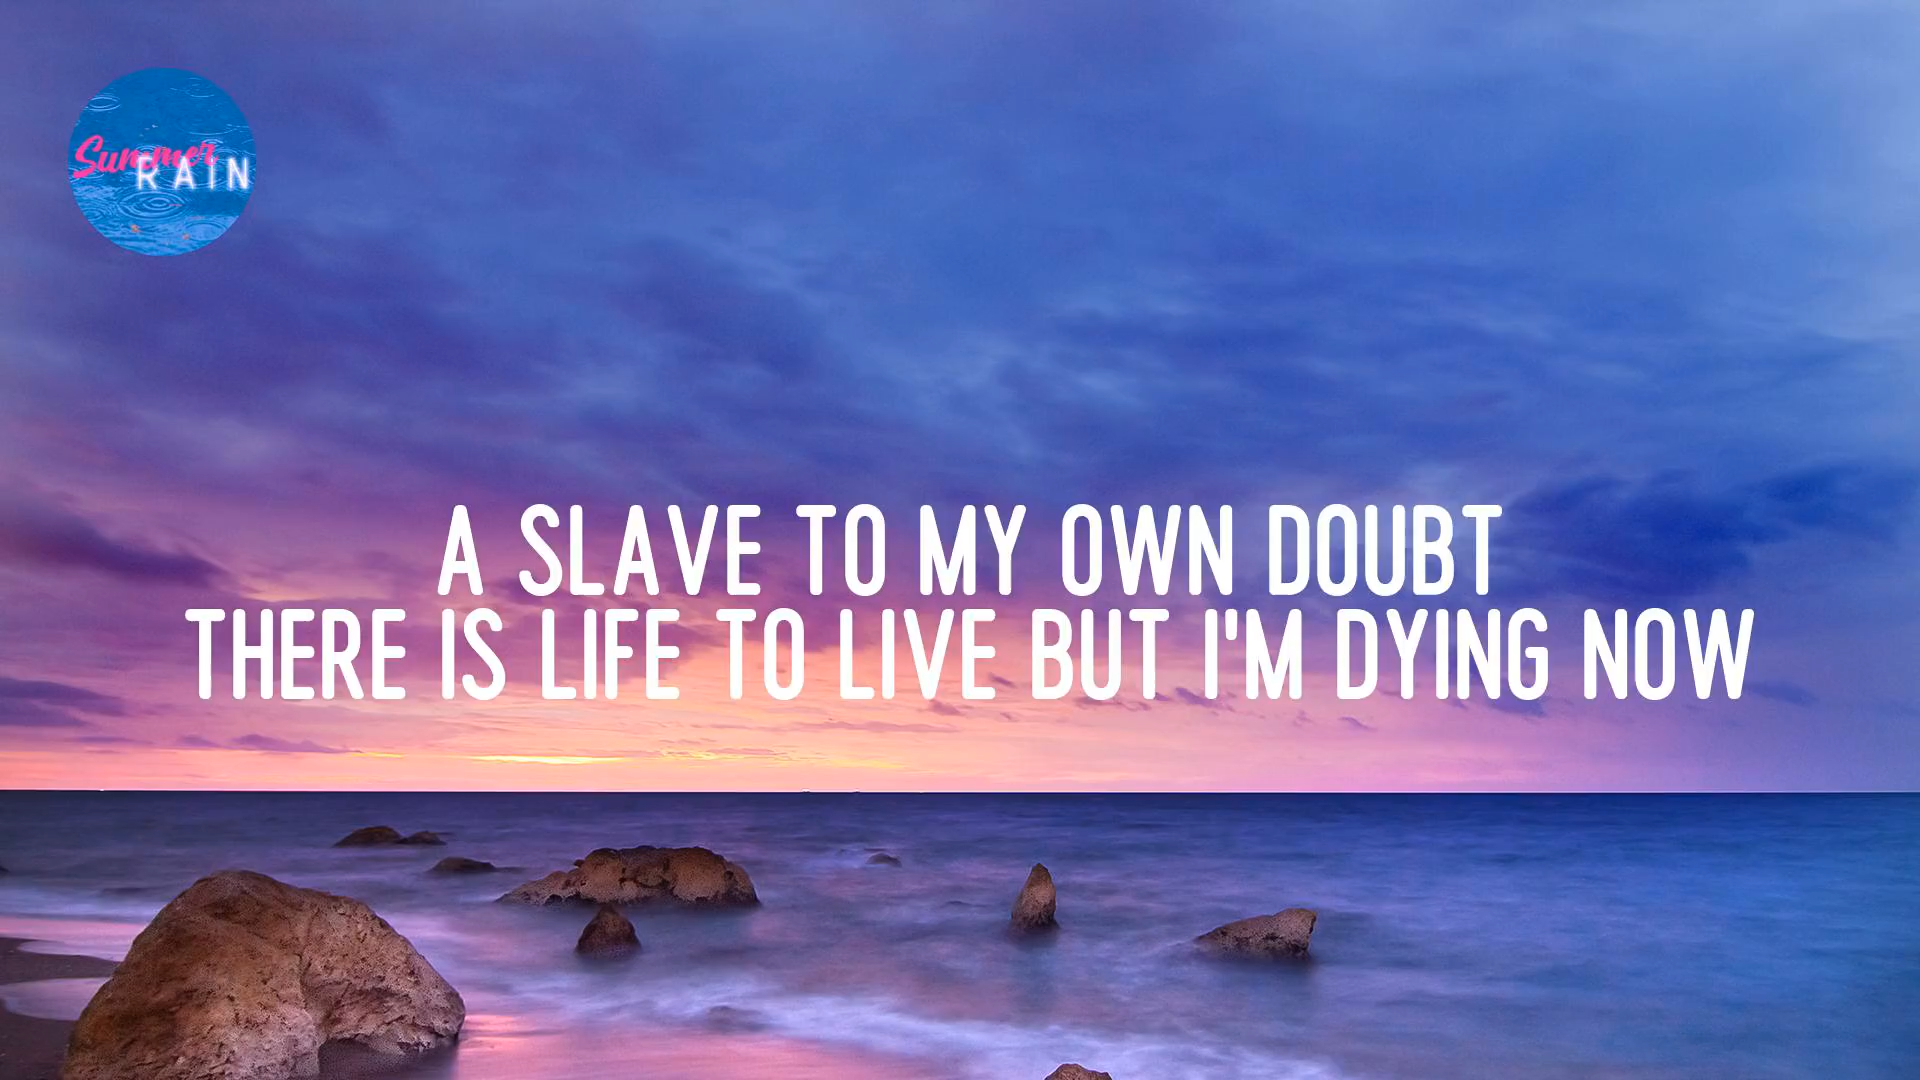 Summer
RAIN
A SLAVE TO MY OWN DOUBT
THERE IS LIFE TO LIVE BUT I'M DYING NOW